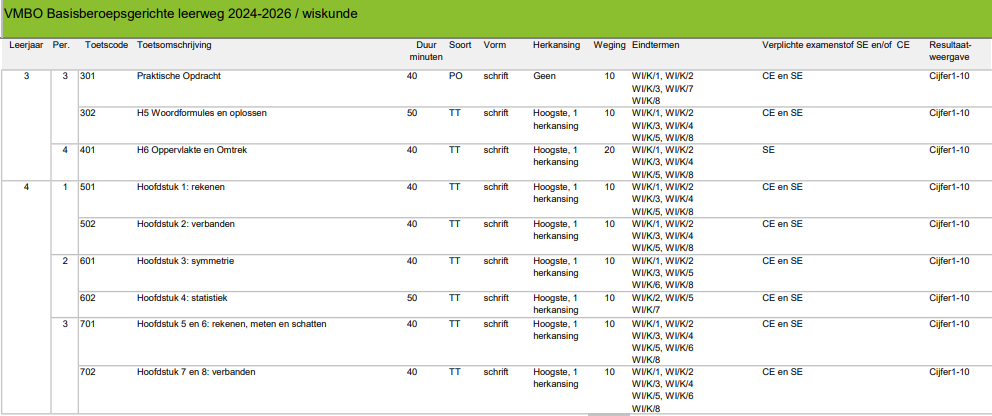 VMBO Basisberoepsgerichte leerweg 2024-2026 / wiskunde
Leerjaar Per. Toetscode Toetsomschrijving Duur minuten Soort Vorm Herkansing Weging Eindtermen Verplichte examenstof SE en/of CE Resultaat-weergave
3 3 301 Praktische Opdracht 40 PO schrift Geen 10 WI/K/1, WI/K/2 CE en SE Cijfer1-10
WI/K/3, WI/K/7
WI/K/8
302 H5 Woordformules en oplossen 50 TT schrift Hoogste, 1 10 WI/K/1, WI/K/2 CE en SE Cijfer1-10
herkansing WI/K/3, WI/K/4
WI/K/5, WI/K/8
4 401 H6 Oppervlakte en Omtrek 40 TT schrift Hoogste, 1 20 WI/K/1, WI/K/2 SE Cijfer1-10
herkansing WI/K/3, WI/K/4
WI/K/5, WI/K/8
4 1 501 Hoofdstuk 1: rekenen 40 TT schrift Hoogste, 1 10 WI/K/1, WI/K/2 CE en SE Cijfer1-10
herkansing WI/K/3, WI/K/4
WI/K/5, WI/K/8
502 Hoofdstuk 2: verbanden 40 TT schrift Hoogste, 1 10 WI/K/1, WI/K/2 CE en SE Cijfer1-10
herkansing WI/K/3, WI/K/4
WI/K/5, WI/K/8
2 601 Hoofdstuk 3: symmetrie 40 TT schrift Hoogste, 1 10 WI/K/1, WI/K/2 CE en SE Cijfer1-10
herkansing WI/K/3, WI/K/5
WI/K/6, WI/K/8
602 Hoofdstuk 4: statistiek 50 TT schrift Hoogste, 1 10 WI/K/2, WI/K/5 CE en SE Cijfer1-10
herkansing WI/K/7
3 701 Hoofdstuk 5 en 6: rekenen, meten en schatten 40 TT schrift Hoogste, 1 10 WI/K/1, WI/K/2 CE en SE Cijfer1-10
herkansing WI/K/3, WI/K/4
WI/K/5, WI/K/6
WI/K/8
702 Hoofdstuk 7 en 8: verbanden 40 TT schrift Hoogste, 1 10 WI/K/1, WI/K/2 CE en SE Cijfer1-10
herkansing WI/K/3, WI/K/4
WI/K/5, WI/K/6
WI/K/8